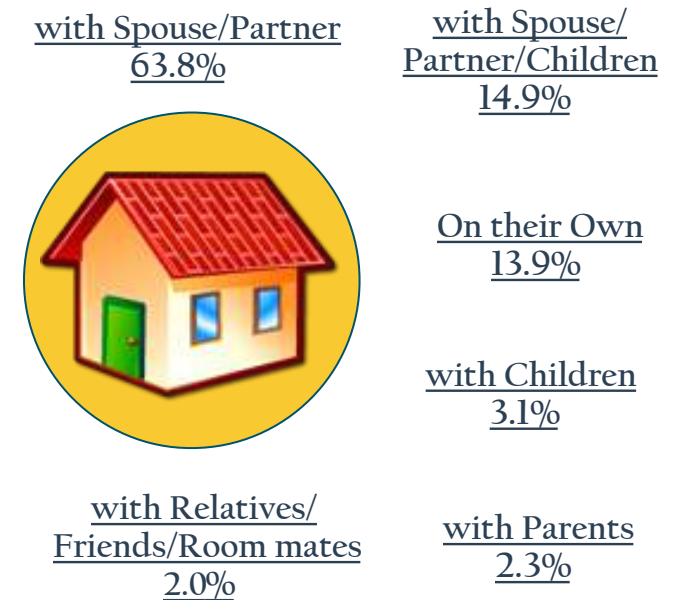 with Spouse/Partner
63.8%
with Spouse/
Partner/Children
14.9%
On their Own
13.9%
with Children
3.1%
with Relatives/
Friends/Room mates
2.0%
with Parents
2.3%